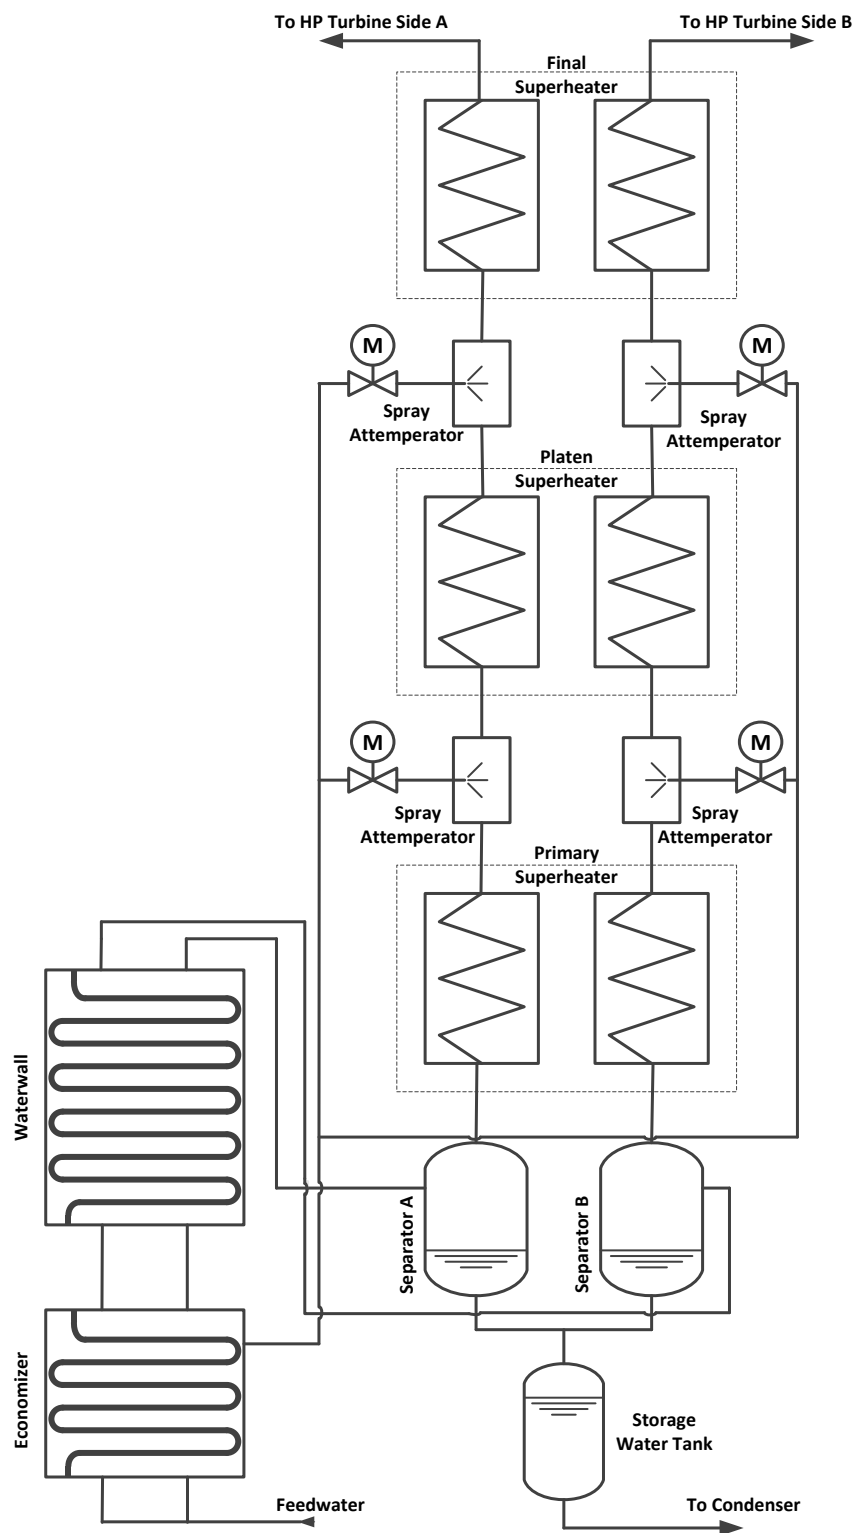 To HP Turbine Side A
To HP Turbine Side B
Final
Superheater
M
M
Spray
Attemperator
Spray
Attemperator
Platen
Superheater
M
M
Spray
Attemperator
Spray
Attemperator
Primary
Superheater
Waterwall
Separator A
Separator B
Economizer
Storage
Water Tank
Feedwater
To Condenser